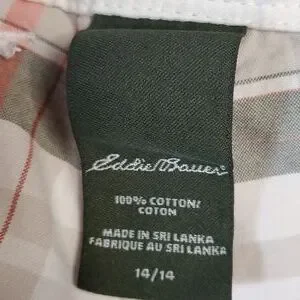 Eddie Bauer
100% COTTON/
COTON
MADE IN SRI LANKA
FABRIQUE AU SRI LANKA
14/14